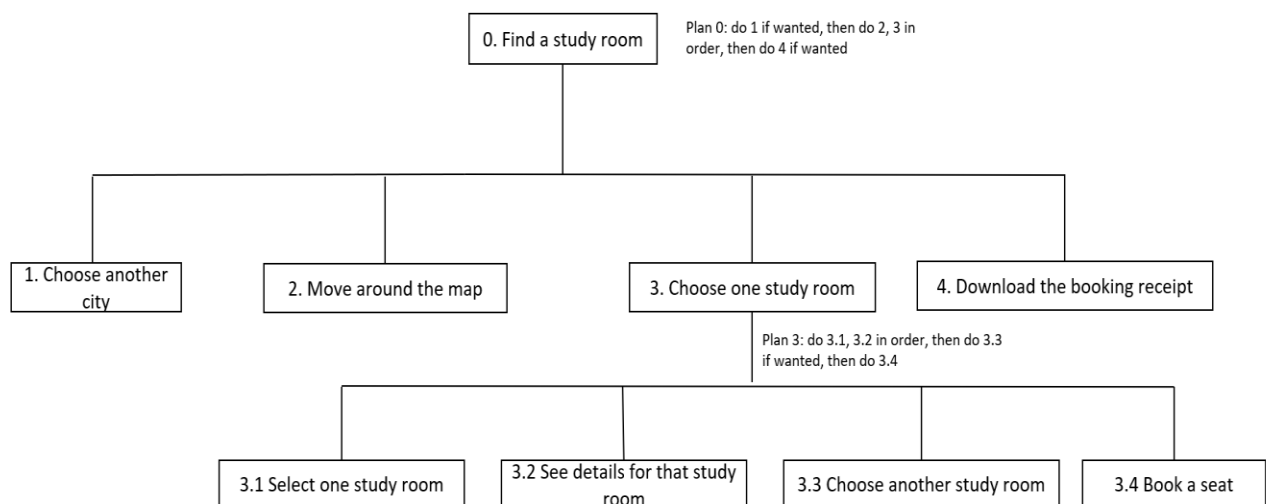 0. Find a study room
Plan 0: do 1 if wanted, then do 2, 3 in
order, then do 4 if wanted
1. Choose another
city
2. Move around the map
3. Choose one study room
4. Download the booking receipt
Plan 3: do 3.1, 3.2 in order, then do 3.3
if wanted, then do 3.4
3.1 Select one study room
3.2 See details for that study
room
3.3 Choose another study room
3.4 Book a seat